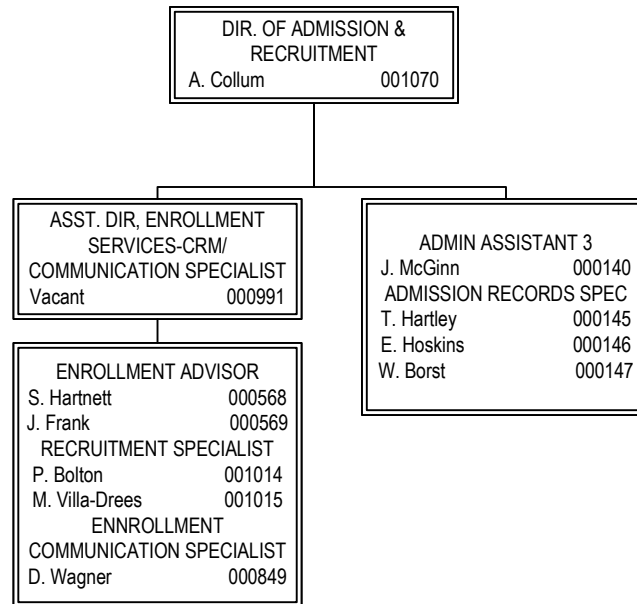 DIR. OF ADMISSION &
RECRUITMENT
A. Collum 001070
ASST. DIR, ENROLLMENT
SERVICES-CRM/
COMMUNICATION SPECIALIST
Vacant 000991
ADMIN ASSISTANT 3
J. McGinn 000140
ADMISSION RECORDS SPEC
T. Hartley 000145
E. Hoskins 000146
W. Borst 000147
ENROLLMENT ADVISOR
S. Hartnett 000568
J. Frank 000569
RECRUITMENT SPECIALIST
P. Bolton 001014
M. Villa-Drees 001015
ENNROLLMENT
COMMUNICATION SPECIALIST
D. Wagner 000849